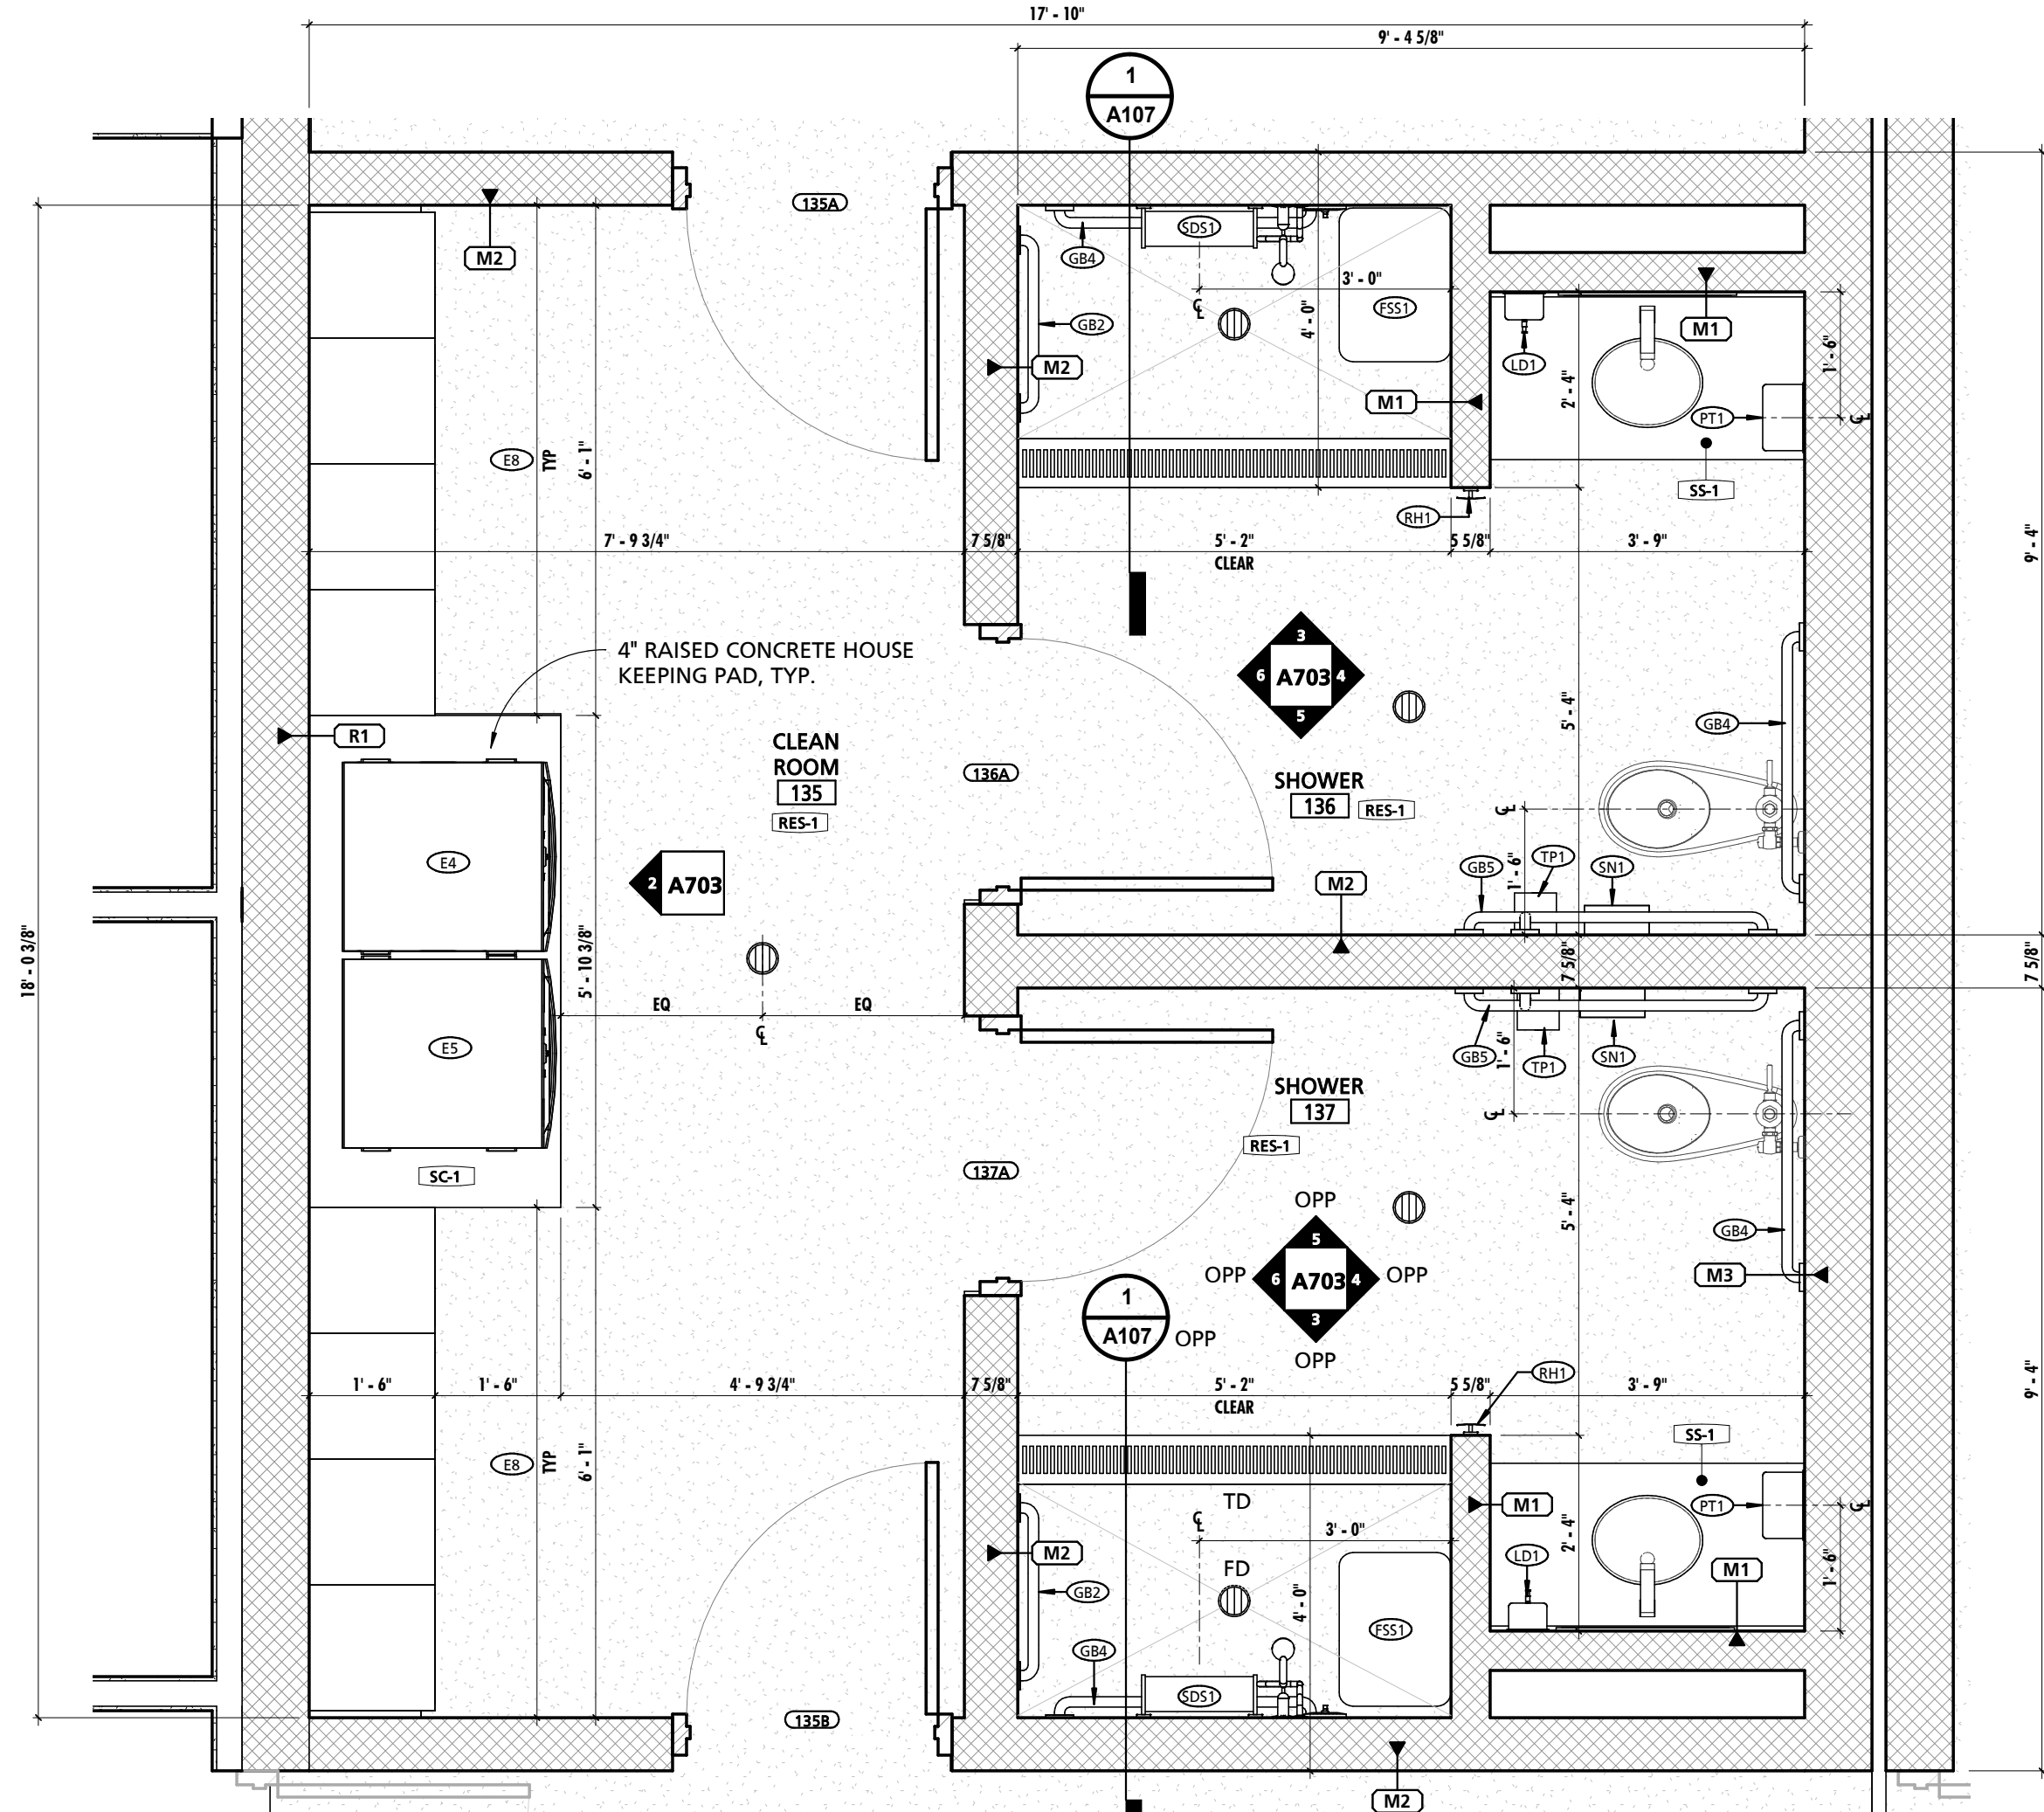 17' - 10"
9' - 4 5/8"
1
A107
135A
M2
SDS1
GB4
GB2
M2
3' - 0"
4' - 0"
FSS1
M1
M1
LD1
2' - 4"
1' - 6"
PT1
SS-1
RH1
E8
TYP
6' - 1"
7' - 9 3/4"
7 5/8"
5' - 2"
CLEAR
5 5/8"
3' - 9"
9' - 4"
4" RAISED CONCRETE HOUSE
KEEPING PAD, TYP.
R1
CLEAN
ROOM
135
RES-1
136A
3
6 A703 4
5
SHOWER
136
RES-1
5' - 4"
GB4
E4
2 A703
M2
GB5
1' - 6"
TP1
SN1
18' - 0 3/8"
5' - 10 3/8"
EQ
EQ
7 5/8"
7 5/8"
E5
GB5
1' - 6"
TP1
SN1
SHOWER
137
RES-1
137A
SC-1
5' - 4"
GB4
M3
OPP
5
OPP
6 A703 4
OPP
3
OPP
1
A107
OPP
RH1
1' - 6"
1' - 6"
4' - 9 3/4"
7 5/8"
5' - 2"
CLEAR
5 5/8"
3' - 9"
9' - 4"
E8
TYP
6' - 1"
SS-1
TD
M1
PT1
3' - 0"
2' - 4"
M2
FD
LD1
M1
1' - 6"
GB2
4' - 0"
FSS1
GB4
SDS1
135B
M2